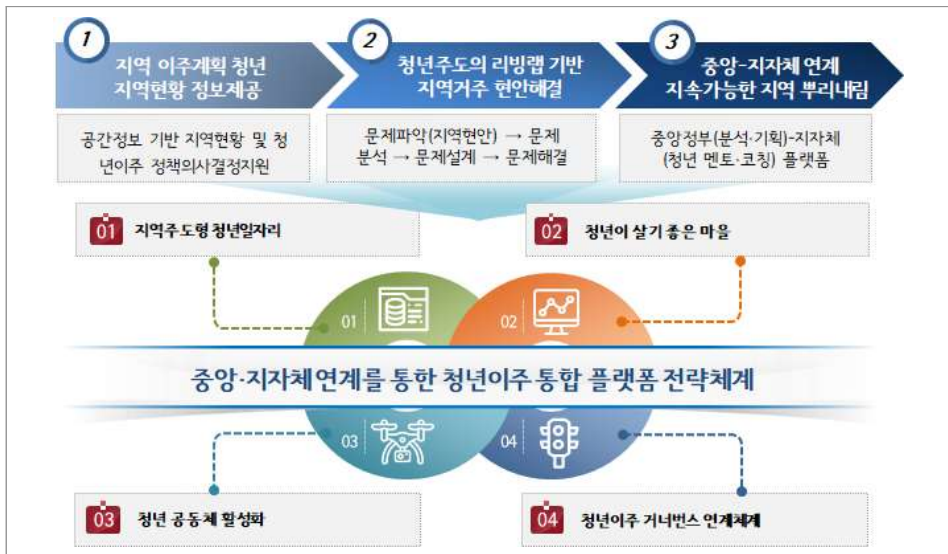 1
지역 이주계획 청년
지역현황 정보제공
2
청년주도의 리빙랩 기반
지역거주 현안해결
3
중앙-지자체 연계
지속가능한 지역 뿌리내림
공간정보 기반 지역현황 및 청
년이주 정책의사결정지원
문제파악(지역현안) → 문제
분석 → 문제설계 → 문제해결
중앙정부(분석·기획)-지자체
(청년 멘토·코칭) 플랫폼
01 지역주도형 청년일자리
02 청년이 살기 좋은 마을
01
02
중앙·지자체 연계를 통한 청년이주 통합 플랫폼 전략체계
03
04
03 청년 공동체 활성화
04 청년이주 거너번스 연계체계